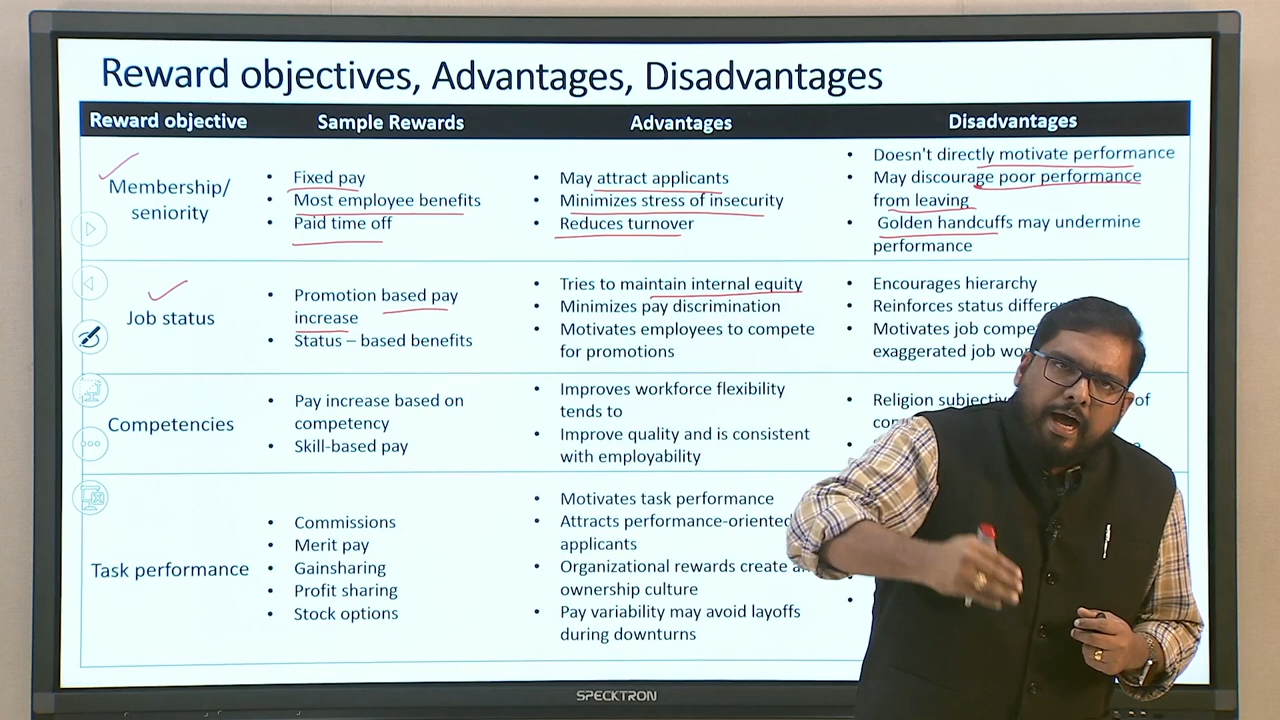 Reward objectives, Advantages, Disadvantages
Reward objective
Sample Rewards
Advantages
Disadvantages
Membership/
seniority
• Fixed pay
• Most employee benefits
• Paid time off
• May attract applicants
• Minimizes stress of insecurity
• Reduces turnover
• Doesn't directly motivate performance
• May discourage poor performance
from leaving
• Golden handcuffs may undermine
performance
Job status
• Promotion based pay
increase
• Status – based benefits
• Tries to maintain internal equity
• Minimizes pay discrimination
• Motivates employees to compete
for promotions
• Encourages hierarchy
• Reinforces status
• Motivates job
exaggerated job
Competencies
• Pay increase based on
competency
• Skill-based pay
• Improves workforce flexibility
tends to
• Improve quality and is consistent
with employability
• Religion of
Task performance
• Commissions
• Merit pay
• Gainsharing
• Profit sharing
• Stock options
• Motivates task performance
• Attracts performance-oriented
applicants
• Organizational rewards create
ownership culture
• Pay variability may avoid layoffs
during downturns
SPECKTRON